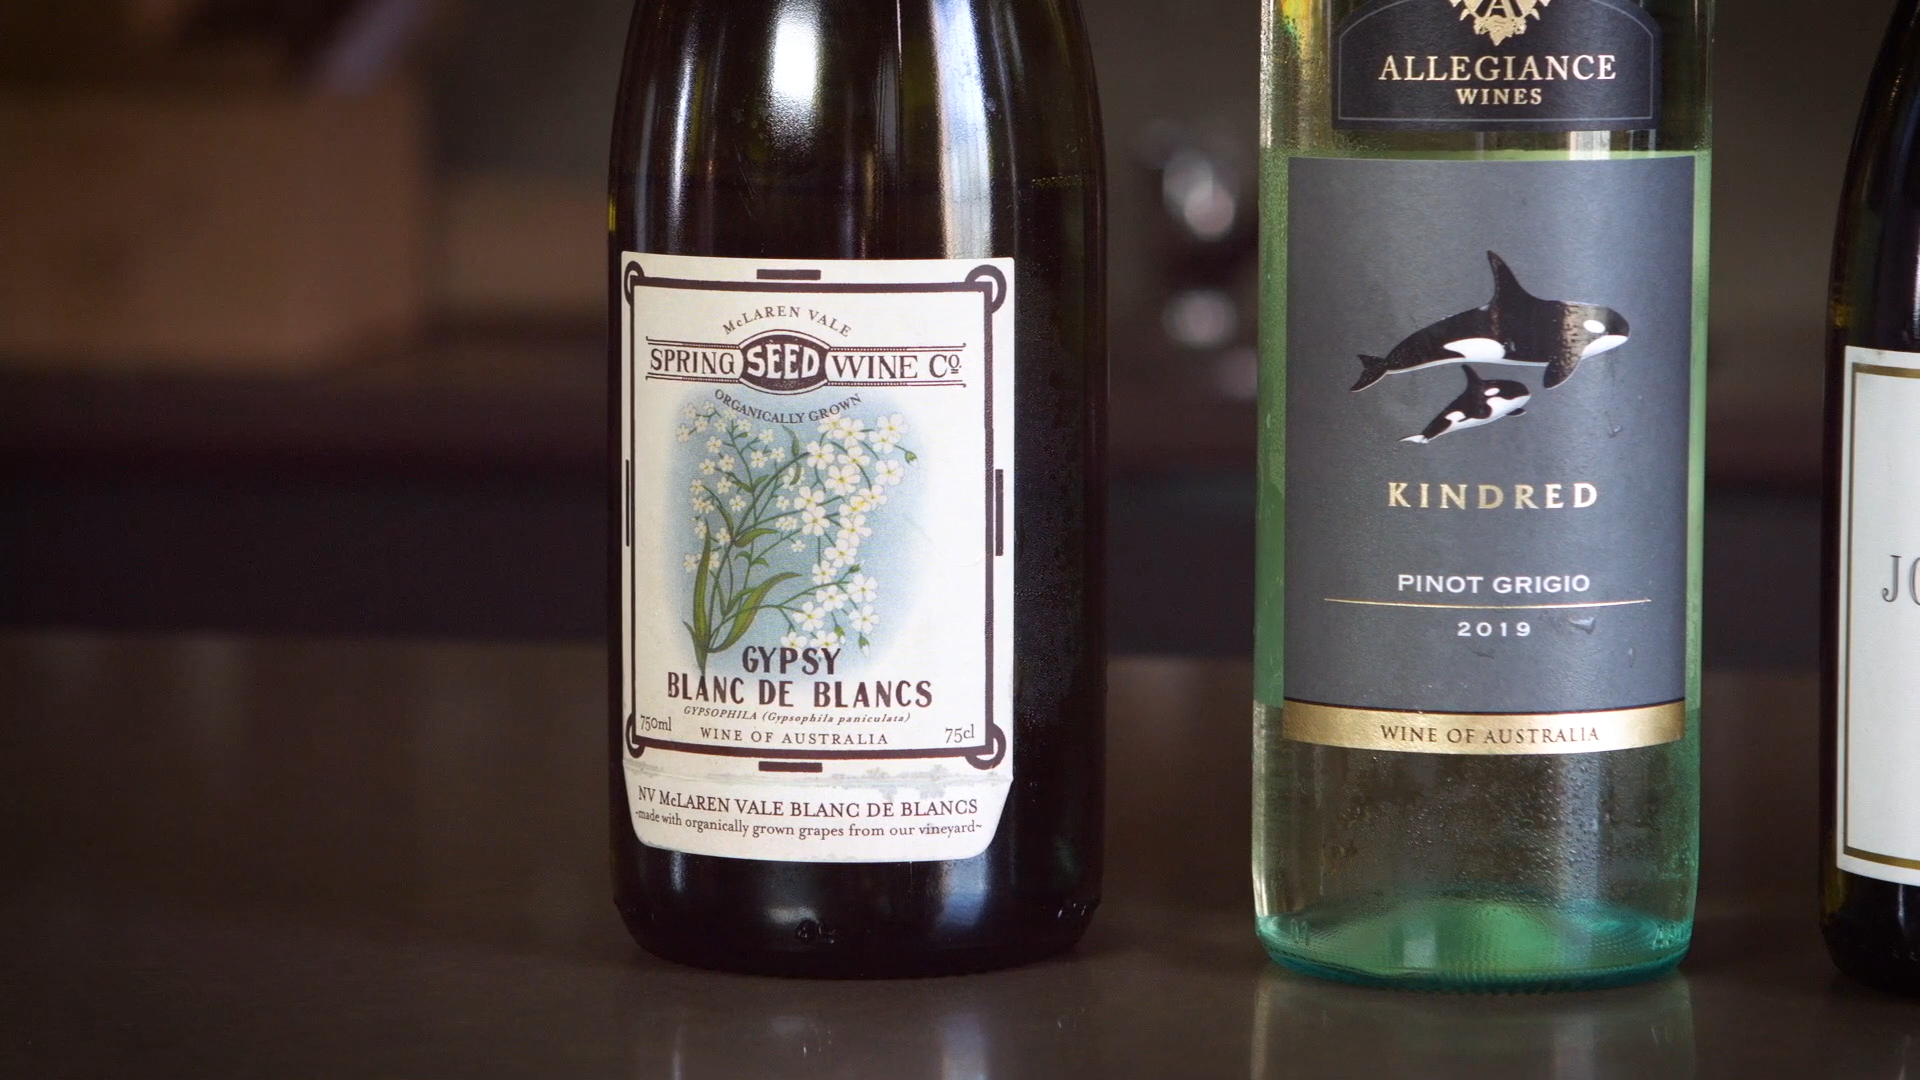 McLAREN VALE
SPRING SEED WINE Co.
ORGANICALLY GROWN
GYPSY
BLANC DE BLANCS
GYPSOPHILA (Gypsophila paniculata)
750ml WINE OF AUSTRALIA 75cl
NV McLAREN VALE BLANC DE BLANCS
~made with organically grown grapes from our vineyard~
A
ALLEGIANCE
WINES
KINDRED
PINOT GRIGIO
2019
WINE OF AUSTRALIA